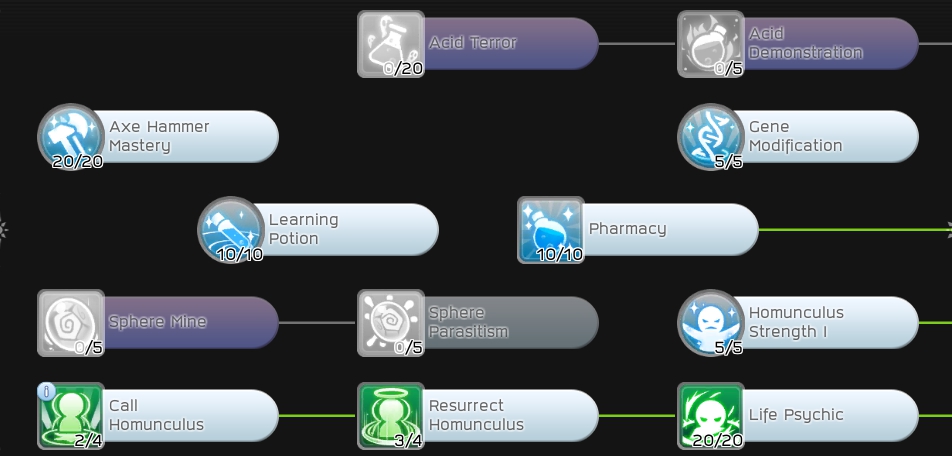 Acid Terror
0/20
Acid
Demonstration
0/5
Axe Hammer
Mastery
20/20
Gene
Modification
5/5
Learning
Potion
10/10
Pharmacy
10/10
Sphere Mine
0/5
Sphere
Parasitism
0/5
Homunculus
Strength I
5/5
i
Call
Homunculus
2/4
Resurrect
Homunculus
3/4
Life Psychic
20/20